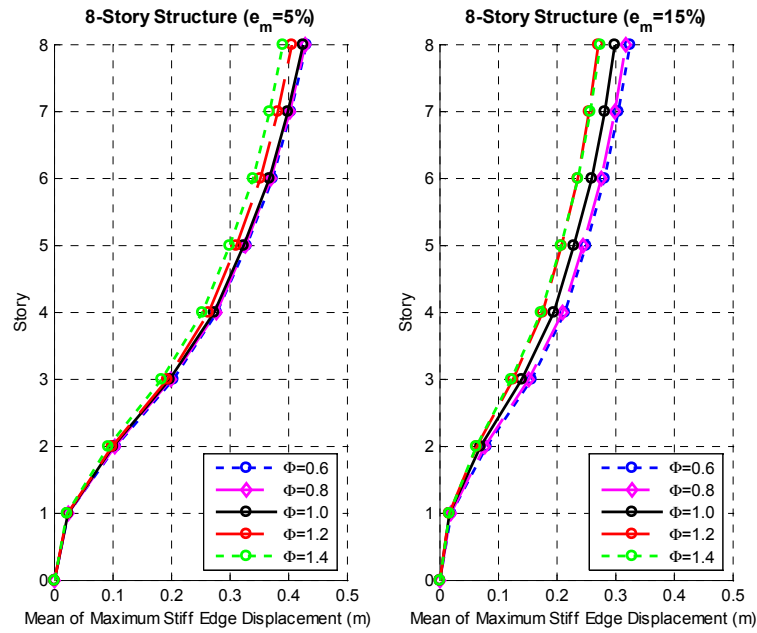 8-Story Structure (em=5%)
8
7
6
5
4
3
2
1
0
Story
0 0.1 0.2 0.3 0.4 0.5
Mean of Maximum Stiff Edge Displacement (m)
Φ=0.6
Φ=0.8
Φ=1.0
Φ=1.2
Φ=1.4
8-Story Structure (em=15%)
8
7
6
5
4
3
2
1
0
Story
0 0.1 0.2 0.3 0.4 0.5
Mean of Maximum Stiff Edge Displacement (m)
Φ=0.6
Φ=0.8
Φ=1.0
Φ=1.2
Φ=1.4